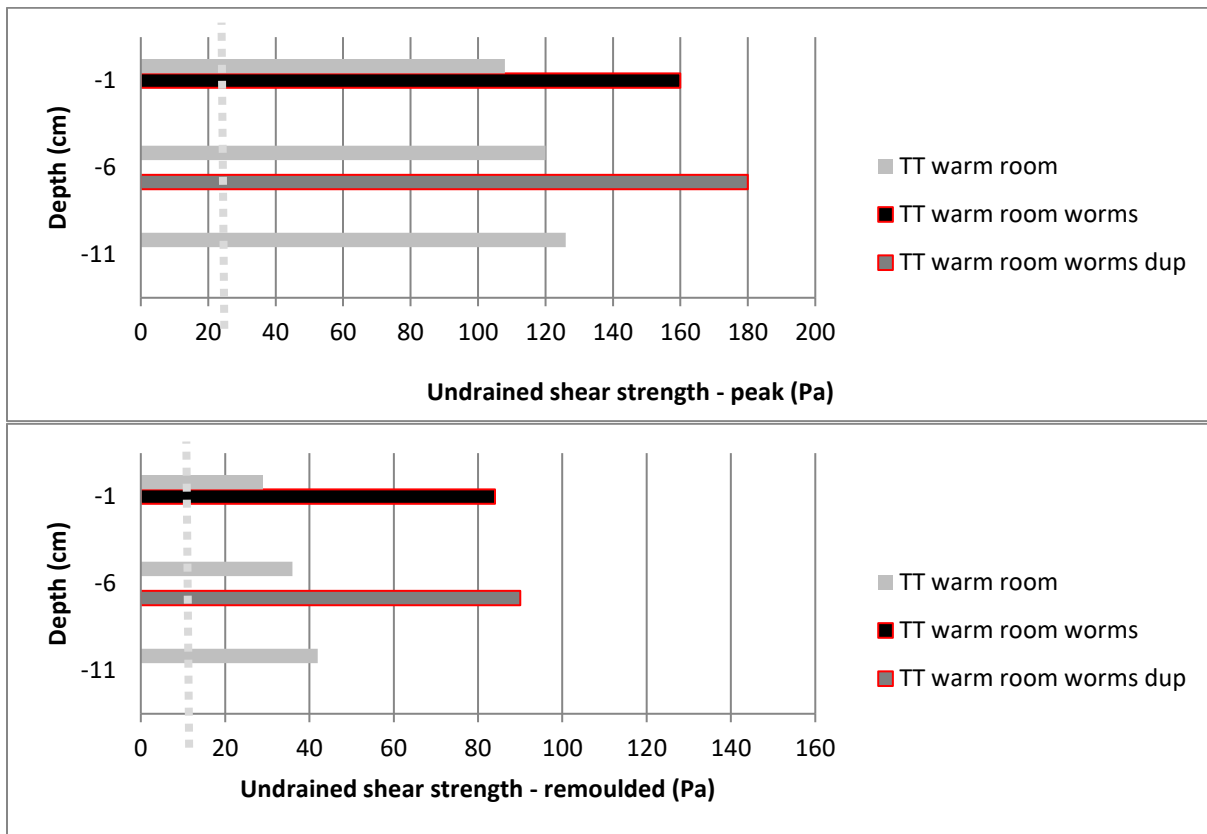 Depth (cm)
-1
-6
-11
0 20 40 60 80 100 120 140 160 180 200
Undrained shear strength - peak (Pa)
TT warm room
TT warm room worms
TT warm room worms dup
Depth (cm)
-1
-6
-11
0 20 40 60 80 100 120 140 160
Undrained shear strength - remoulded (Pa)
TT warm room
TT warm room worms
TT warm room worms dup